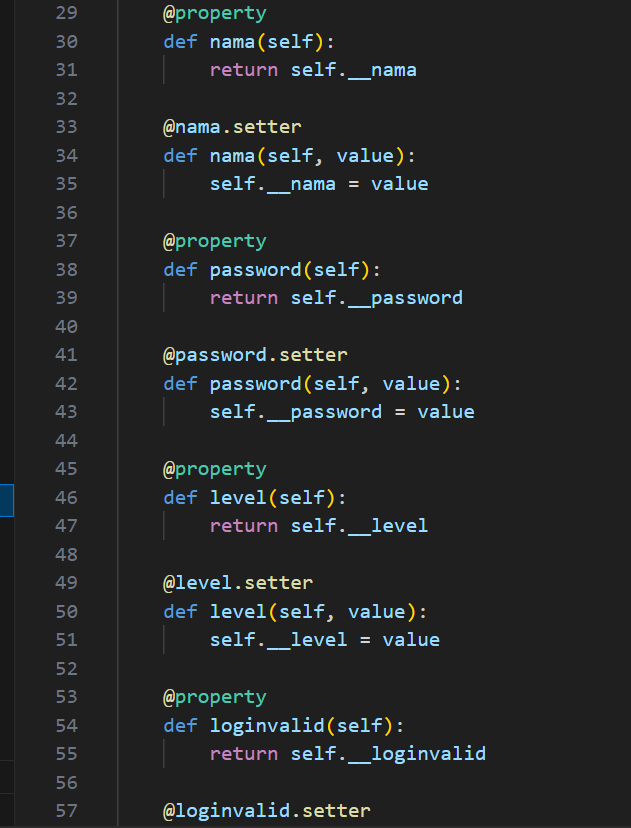 29 @property
30 def nama(self):
31 return self.__nama
32
33 @nama.setter
34 def nama(self, value):
35 self.__nama = value
36
37 @property
38 def password(self):
39 return self.__password
40
41 @password.setter
42 def password(self, value):
43 self.__password = value
44
45 @property
46 def level(self):
47 return self.__level
48
49 @level.setter
50 def level(self, value):
51 self.__level = value
52
53 @property
54 def loginvalid(self):
55 return self.__loginvalid
56
57 @loginvalid.setter